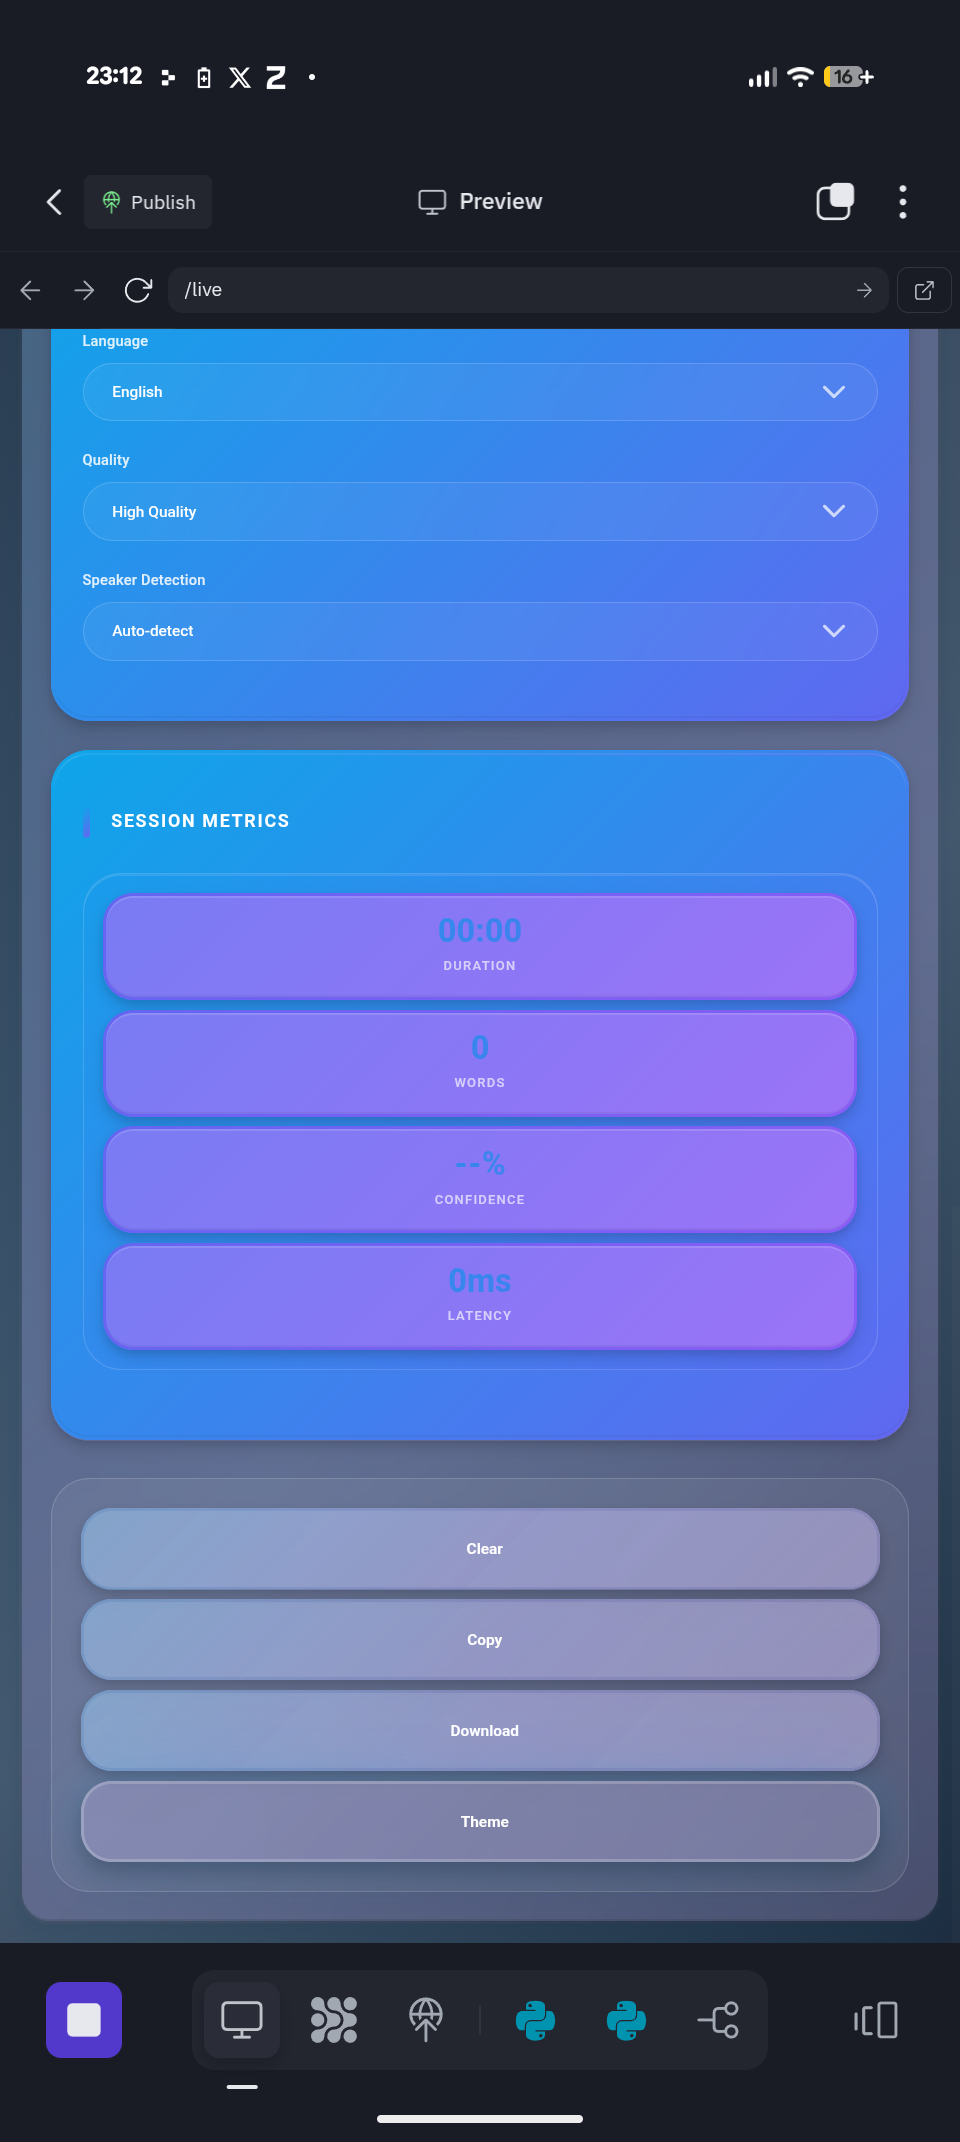 23:12
16
Publish
Preview
/live
Language
English
Quality
High Quality
Speaker Detection
Auto-detect
SESSION METRICS
00:00
DURATION
0
WORDS
--%
CONFIDENCE
0ms
LATENCY
Clear
Copy
Download
Theme